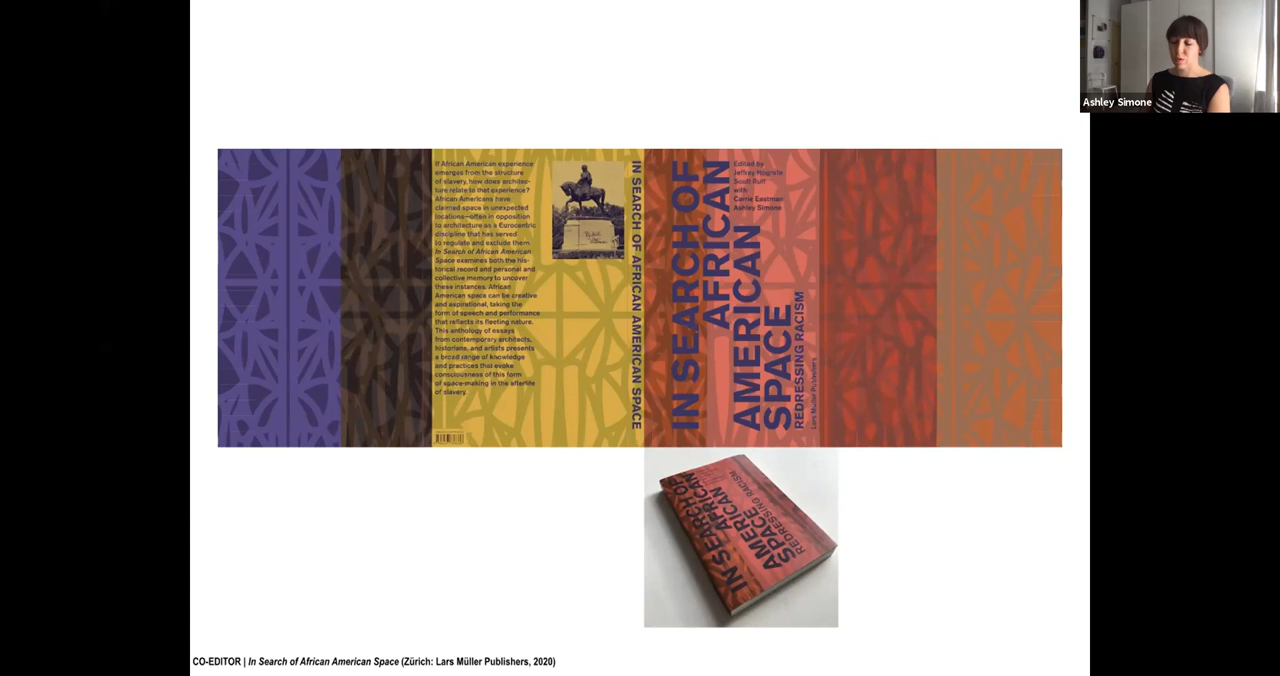 Ashley Simone
If African American experience
emerges from the structure
of slavery, how does architec-
ture relate to that experience?
African Americans have
claimed space in unexpected
locations—often in opposition
to architecture as a Eurocentric
discipline that has served
to regulate and exclude them.
In Search of African American
Space examines both the his-
torical record and personal and
collective memory to uncover
these instances. African
American space can be creative
and aspirational, taking the
form of speech and performance
that reflects its fleeting nature.
This anthology of essays
from contemporary architects,
historians, and artists presents
a broad range of knowledge
and practices that evoke
consciousness of this form
of space-making in the afterlife
of slavery.
IN SEARCH OF AFRICAN AMERICAN SPACE
IN SEARCH OF
AFRICAN
AMERICAN
SPACE
REDRESSING RACISM
Lars Müller Publishers
Edited by
Jeffrey Hogrefe
Scott Ruff
with
Carrie Eastman
Ashley Simone
IN SEARCH OF
AFRICAN
AMERICAN
SPACE
REDRESSING RACISM
CO-EDITOR | In Search of African American Space (Zürich: Lars Müller Publishers, 2020)